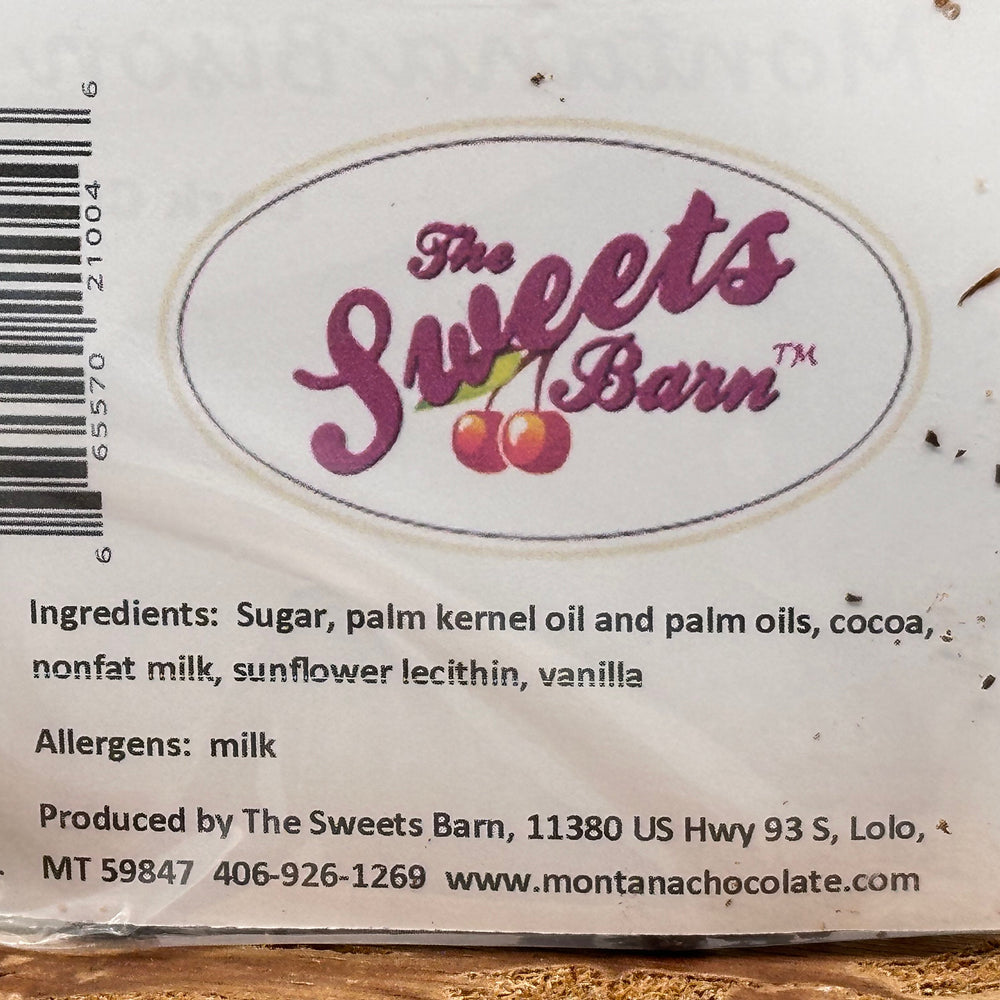 Montana Bison
6 65570 21004 6
The
Sweets
Barn™
Ingredients: Sugar, palm kernel oil and palm oils, cocoa,
nonfat milk, sunflower lecithin, vanilla
Allergens: milk
Produced by The Sweets Barn, 11380 US Hwy 93 S, Lolo,
MT 59847 406-926-1269 www.montanachocolate.com